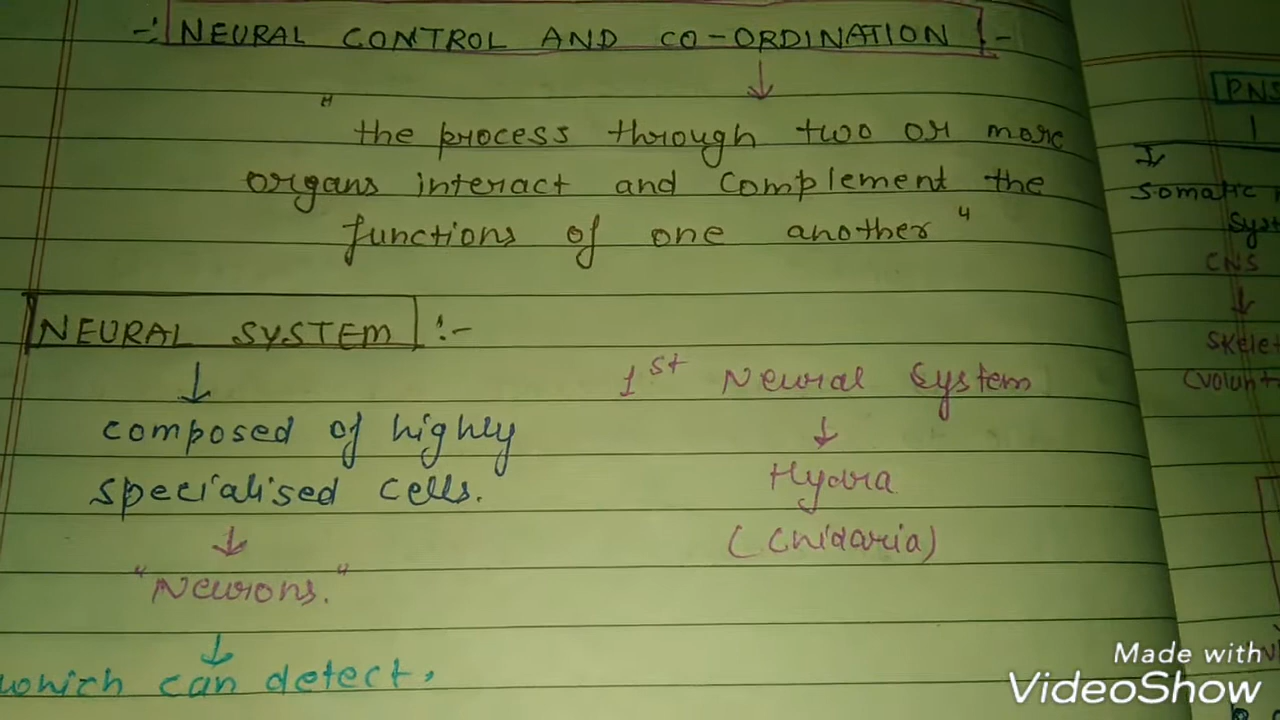 -: NEURAL CONTROL AND CO-ORDINATION :-
↓
"the process through two or more
organs interact and complement the
functions of one another"
NEURAL SYSTEM :-
↓
composed of highly
specialised cells.
↓
"Neurons."
↓
which can detect,
1st Neural System
↓
Hydra
(Cnidaria)
PNS
↓
Somatic
Sys
CNS
↓
Skele
(Volunt
Made with
VideoShow